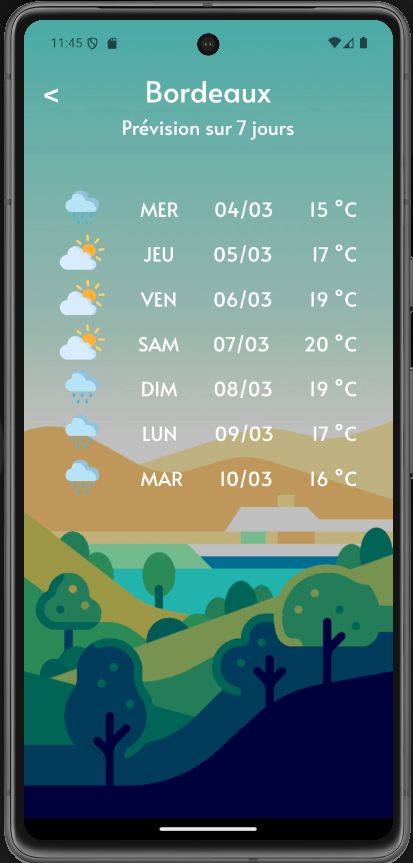 11:45
<
Bordeaux
Prévision sur 7 jours
MER 04/03 15 °C
JEU 05/03 17 °C
VEN 06/03 19 °C
SAM 07/03 20 °C
DIM 08/03 19 °C
LUN 09/03 17 °C
MAR 10/03 16 °C